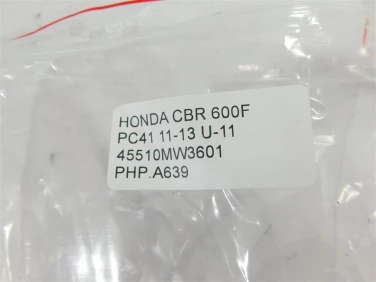 HONDA CBR 600F
PC41 11-13 U-11
45510MW3601
PHP.A639